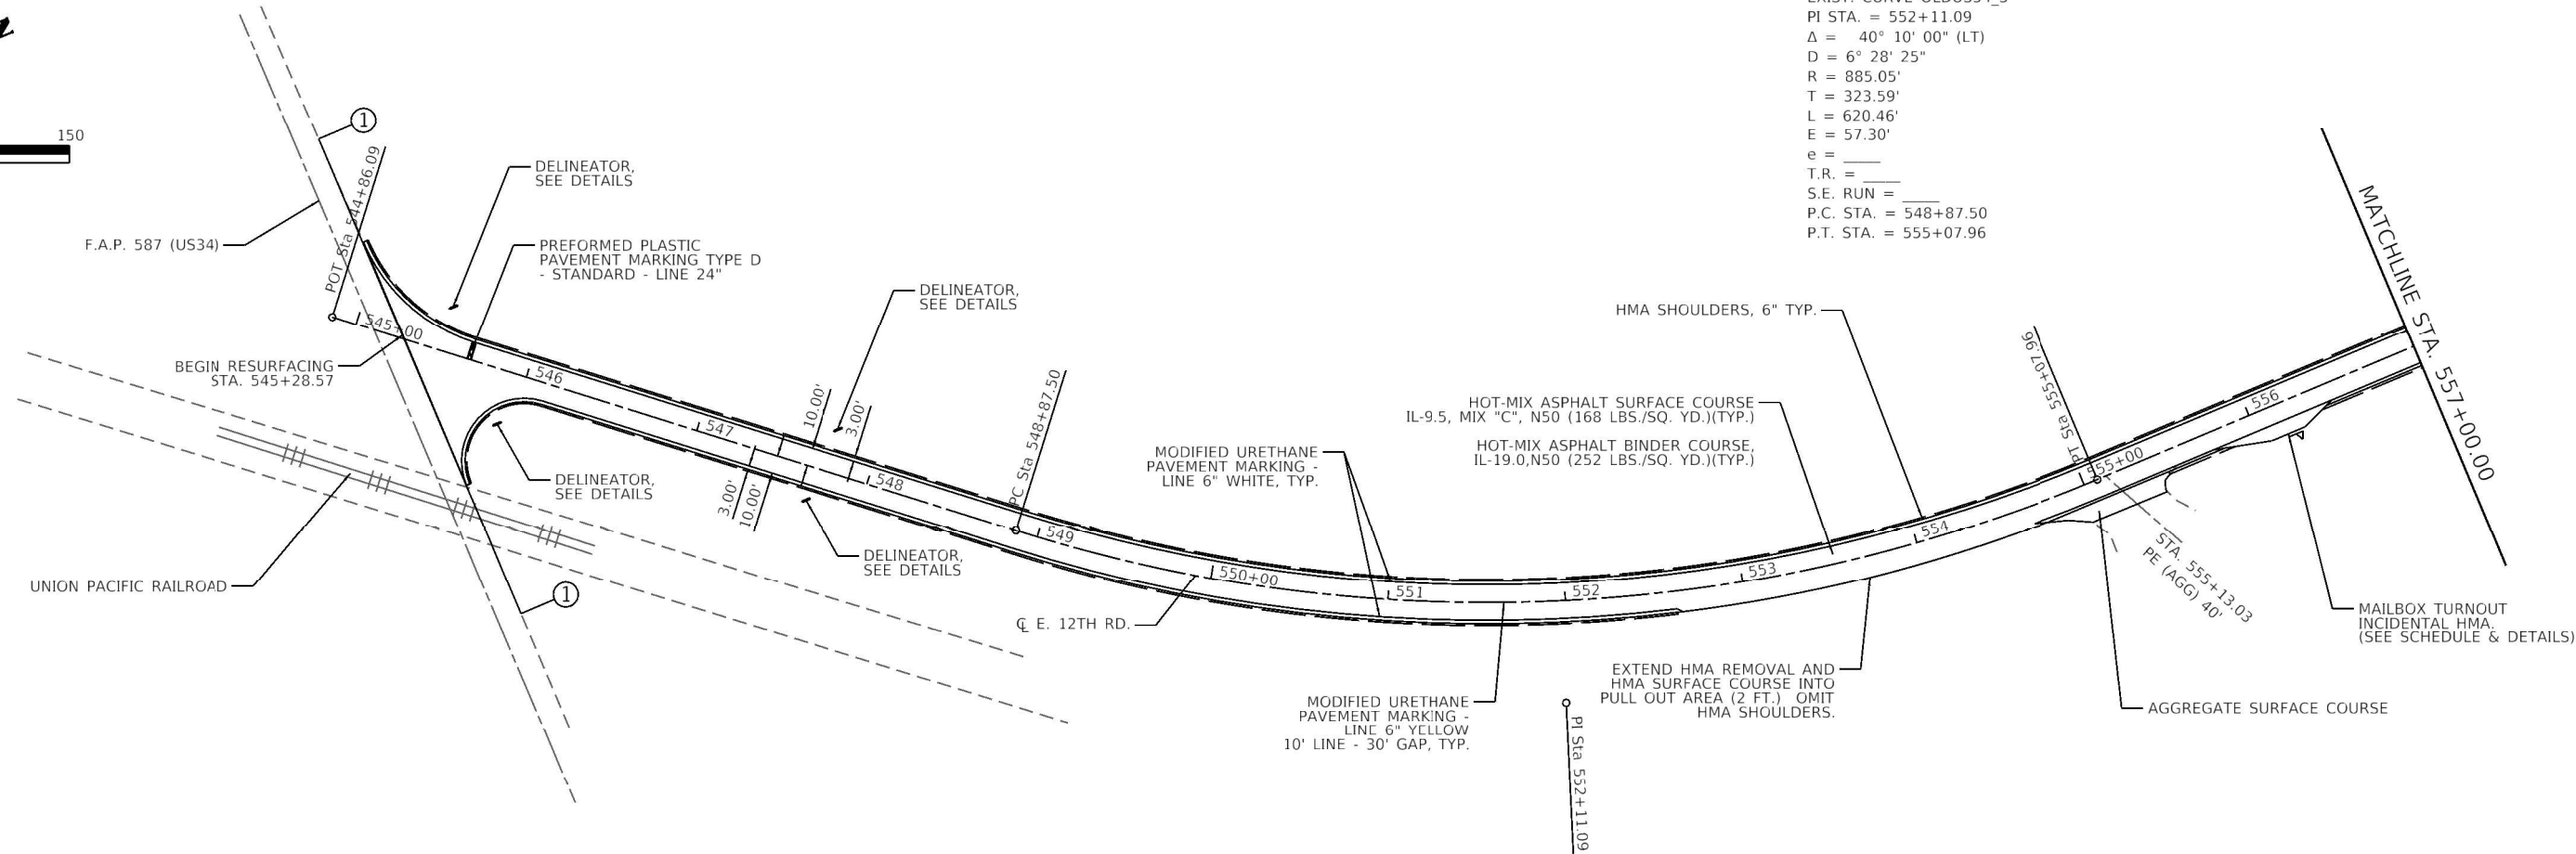 PI STA. = 552+11.09
Δ = 40° 10' 00" (LT)
D = 6° 28' 25"
R = 885.05'
T = 323.59'
L = 620.46'
E = 57.30'
e = ____
T.R. = ____
S.E. RUN = ____
P.C. STA. = 548+87.50
P.T. STA. = 555+07.96
150
1
POT Sta 544+86.09
F.A.P. 587 (US34)
DELINEATOR,
SEE DETAILS
PREFORMED PLASTIC
PAVEMENT MARKING TYPE D
- STANDARD - LINE 24"
DELINEATOR,
SEE DETAILS
545+00
BEGIN RESURFACING
STA. 545+28.57
546
547
10.00'
3.00'
3.00'
10.00'
548
PC Sta 548+87.50
DELINEATOR,
SEE DETAILS
DELINEATOR,
SEE DETAILS
UNION PACIFIC RAILROAD
1
549
550+00
551
552
553
554
555+00
556
℄ E. 12TH RD.
MODIFIED URETHANE
PAVEMENT MARKING -
LINE 6" WHITE, TYP.
HMA SHOULDERS, 6" TYP.
HOT-MIX ASPHALT SURFACE COURSE
IL-9.5, MIX "C", N50 (168 LBS./SQ. YD.)(TYP.)
HOT-MIX ASPHALT BINDER COURSE,
IL-19.0,N50 (252 LBS./SQ. YD.)(TYP.)
MODIFIED URETHANE
PAVEMENT MARKING -
LINE 6" YELLOW
10' LINE - 30' GAP, TYP.
PI Sta 552+11.09
EXTEND HMA REMOVAL AND
HMA SURFACE COURSE INTO
PULL OUT AREA (2 FT.) OMIT
HMA SHOULDERS.
PT Sta 555+07.96
STA. 555+13.03
PE (AGG) 40'
AGGREGATE SURFACE COURSE
MAILBOX TURNOUT
INCIDENTAL HMA.
(SEE SCHEDULE & DETAILS)
MATCHLINE STA. 557+00.00